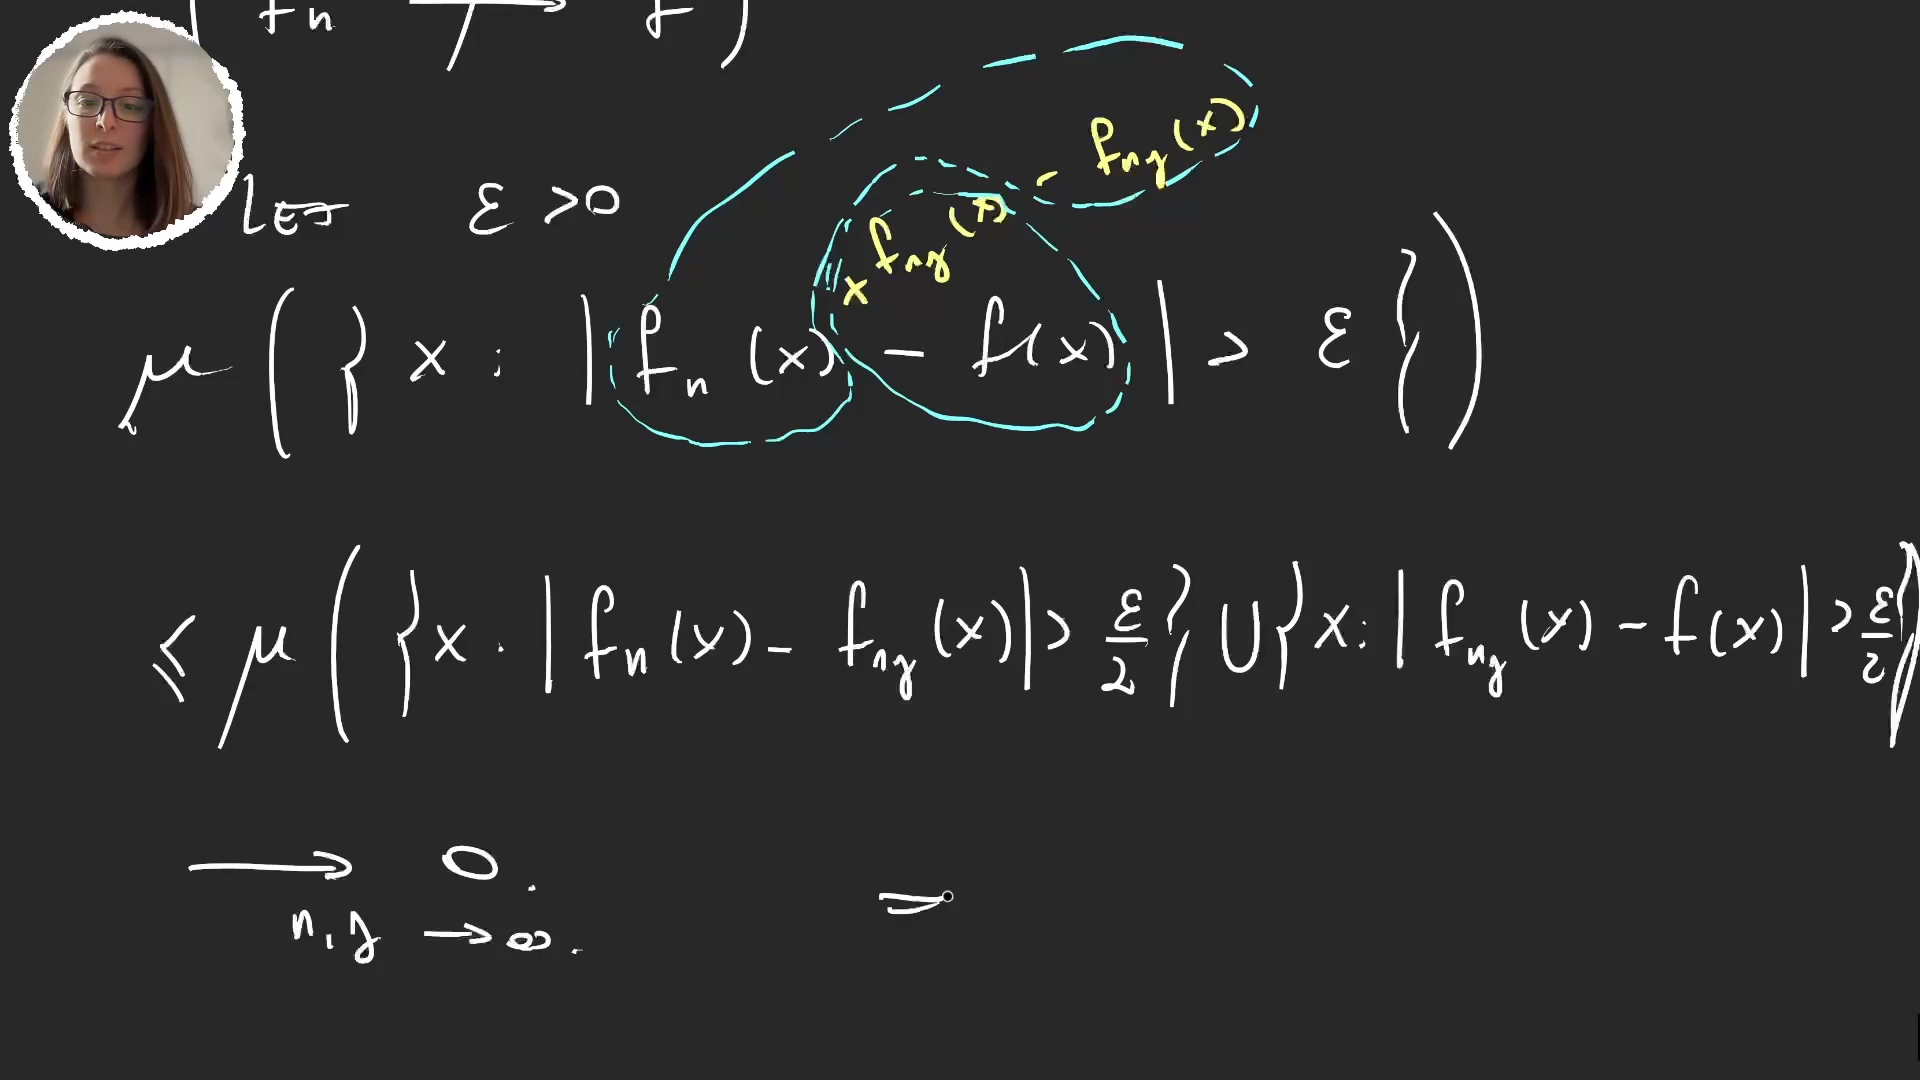 ( fₙ → f )
- fₙⱼ(x)
LET ε >0
+ fₙⱼ(x)
μ ( { x : | fₙ (x) - f(x) | > ε } )
≤ μ ( { x : | fₙ(x) - fₙⱼ(x) | > ε/2 } ∪ { x : | fₙⱼ(x) - f(x) | > ε/2 } )
→ 0 . ⇒
n, j → ∞ .